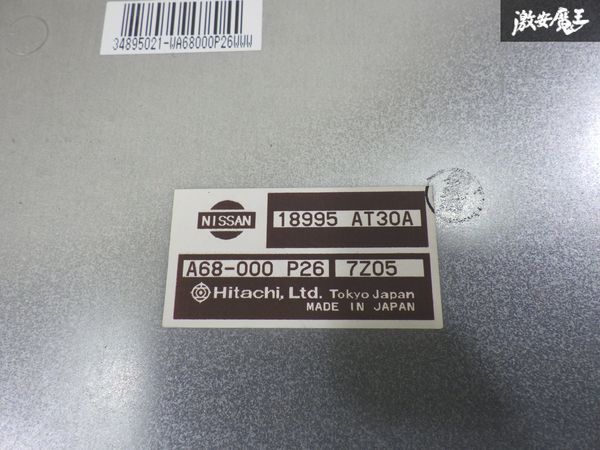 激安魔王
34895021-WA68000P26WWW
NISSAN
18995 AT30A
A68-000 P26 7Z05
Hitachi, Ltd. Tokyo Japan
MADE IN JAPAN